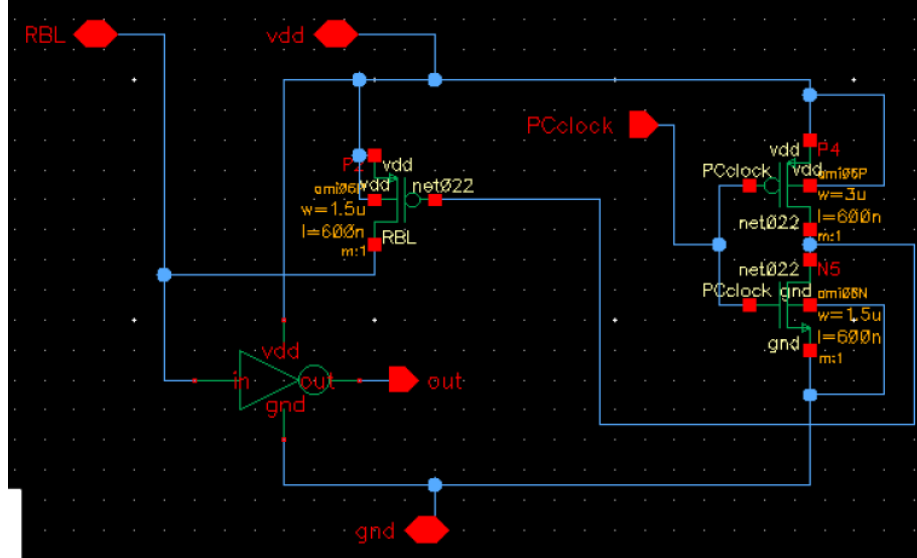 RBL
vdd
PCclock
vdd
P4
P2
vdd
PCclock
vdd
ami06P
ami06P
vdd
net022
w=3u
w=1.5u
l=600n
l=600n
RBL
net022
m:1
m:1
net022
N5
PCclock
gnd
ami06N
w=1.5u
l=600n
gnd
m:1
vdd
in
out
out
gnd
gnd